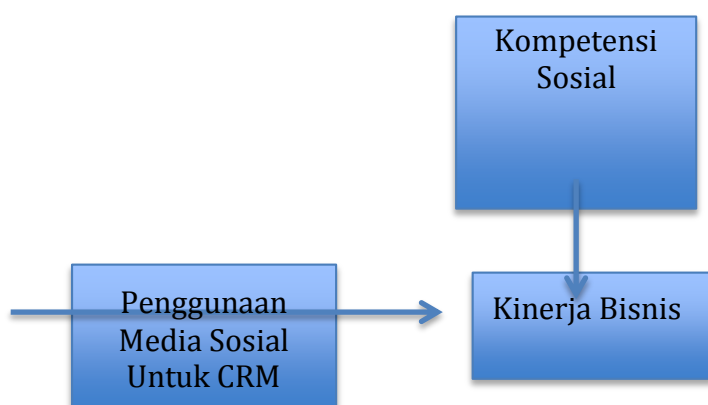 Kompetensi
Sosial
Penggunaan
Media Sosial
Untuk CRM
Kinerja Bisnis